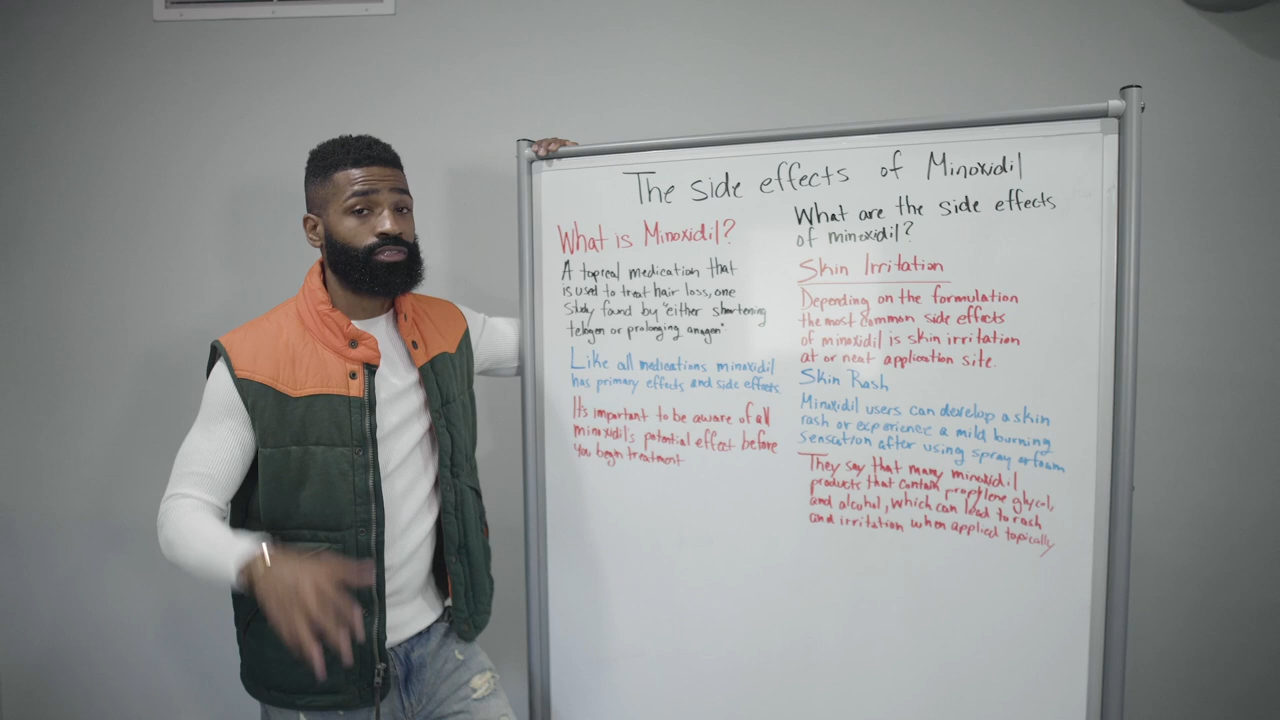 The side effects of Minoxidil
What is Minoxidil?
A topical medication that
is used to treat hair loss, one
study found by "either shortening
telogen or prolonging anagen"
Like all medications minoxidil
has primary effects and side effects
It's important to be aware of all
minoxidil's potential effect before
you begin treatment
What are the side effects
of minoxidil?
Skin Irritation
Depending on the formulation
the most common side effects
of minoxidil is skin irritation
at or near application site.
Skin Rash
Minoxidil users can develop a skin
rash or experience a mild burning
sensation after using spray or foam
They say that many minoxidil
products that contain propylene glycol,
and alcohol, which can lead to rash
and irritation when applied topically